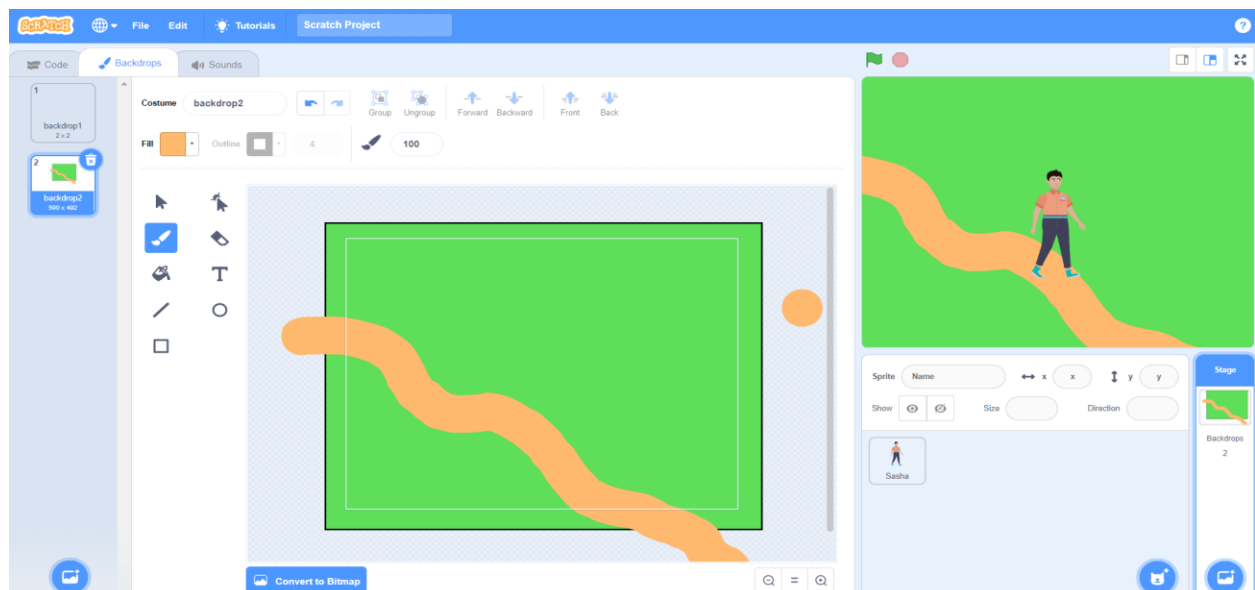 SCRATCH File Edit Tutorials Scratch Project ?
Code Backdrops Sounds
1
backdrop1
2 x 2
2
backdrop2
590 x 492
Costume backdrop2
Group Ungroup Forward Backward Front Back
Fill Outline 4 100
T
Convert to Bitmap
Sprite Name x x y y
Show Size Direction
Sasha
Stage
Backdrops
2